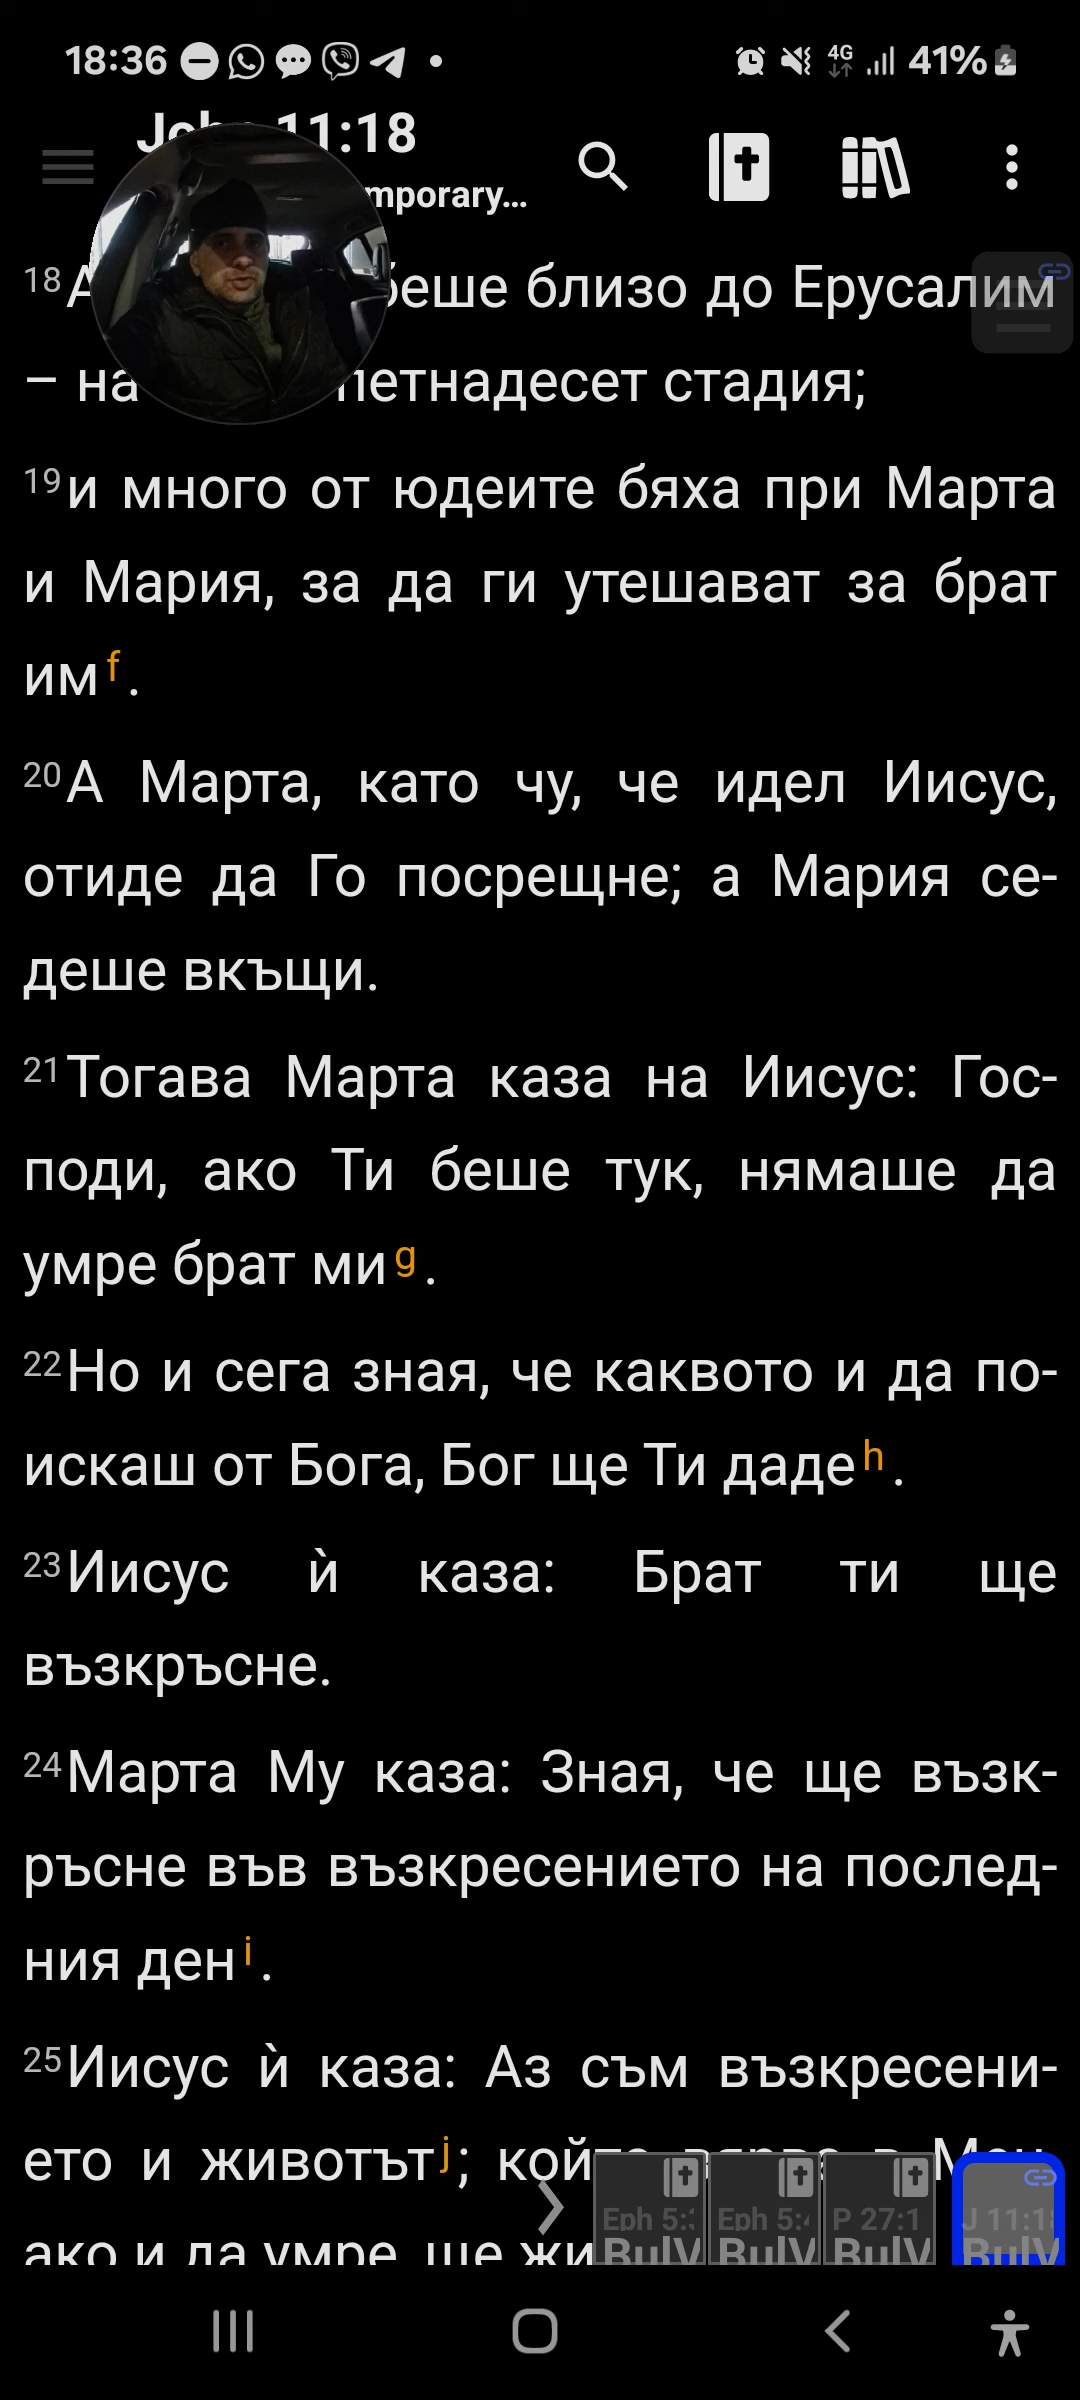 18:36 4G 41%
11:18
mporary...
18 беше близо до Ерусалим
– на петнадесет стадия;
19 и много от юдеите бяха при Марта
и Мария, за да ги утешават за брат
им f .
20 А Марта, като чу, че идел Иисус,
отиде да Го посрещне; а Мария се-
деше вкъщи.
21 Тогава Марта каза на Иисус: Гос-
поди, ако Ти беше тук, нямаше да
умре брат ми g .
22 Но и сега зная, че каквото и да по-
искаш от Бога, Бог ще Ти даде h .
23 Иисус ѝ каза: Брат ти ще
възкръсне.
24 Марта Му каза: Зная, че ще възк-
ръсне във възкресението на послед-
ния ден i .
25 Иисус ѝ каза: Аз съм възкресени-
ето и животът j ; кой
ако и да умре, ще жи
Eph 5: Eph 5: P 27:1 J 11:1
BulV BulV BulV BulV